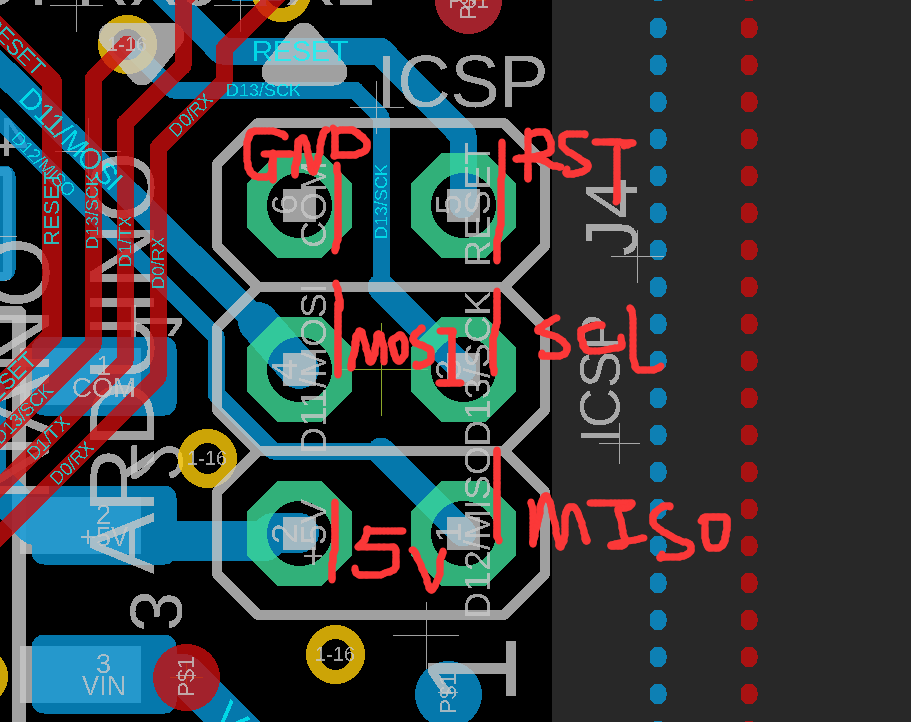 P$1
1-16
RESET
RESET
ICSP
D13/SCK
D0/RX
D11/MOSI
D12/MISO
GND
RST
6
COM
5
RESET
J4
D13/SCK
RESET
D13/SCK
D1/TX
D0/RX
ARDUINO
MOSI
SCL
4
D11/MOSI
3
D13/SCK
ICSP
1
COM
D13/SCK
D1/TX
D0/RX
1-16
2
+5V
2
+5V
5V
1
D12/MISO
MISO
3
1-16
3
VIN
P$1
P$1
1